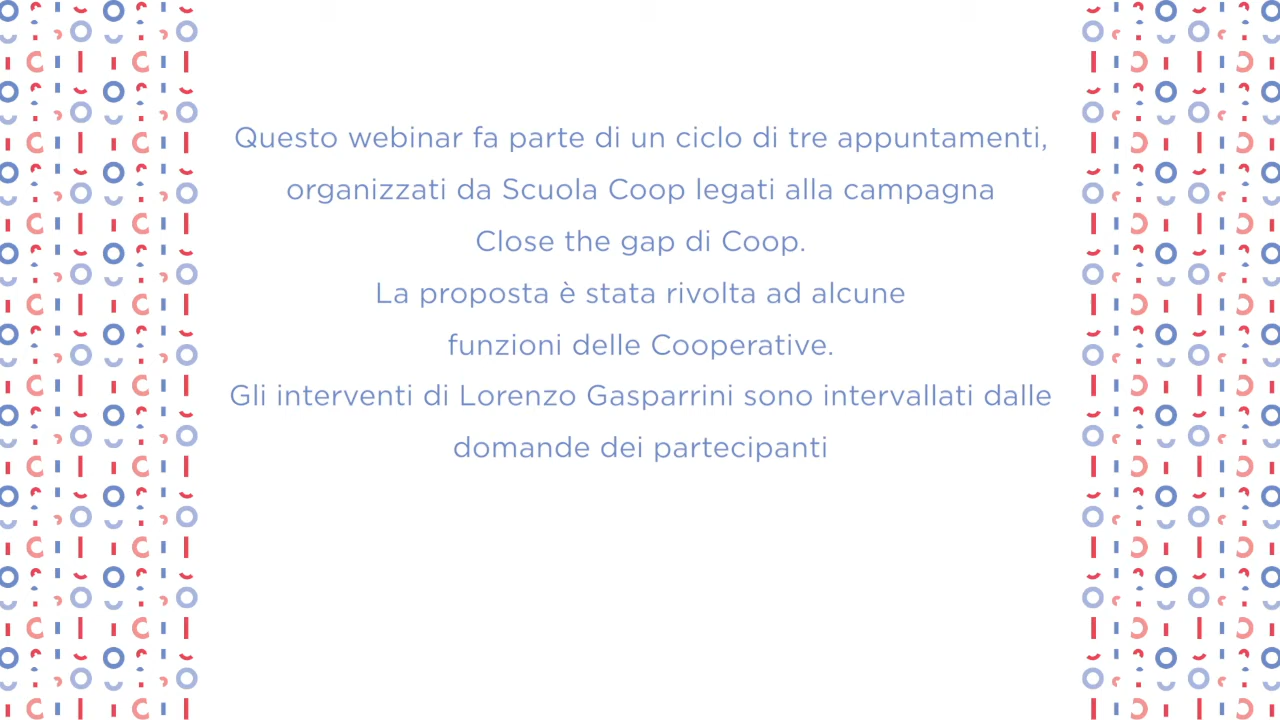 Questo webinar fa parte di un ciclo di tre appuntamenti,
organizzati da Scuola Coop legati alla campagna
Close the gap di Coop.
La proposta è stata rivolta ad alcune
funzioni delle Cooperative.
Gli interventi di Lorenzo Gasparrini sono intervallati dalle
domande dei partecipanti